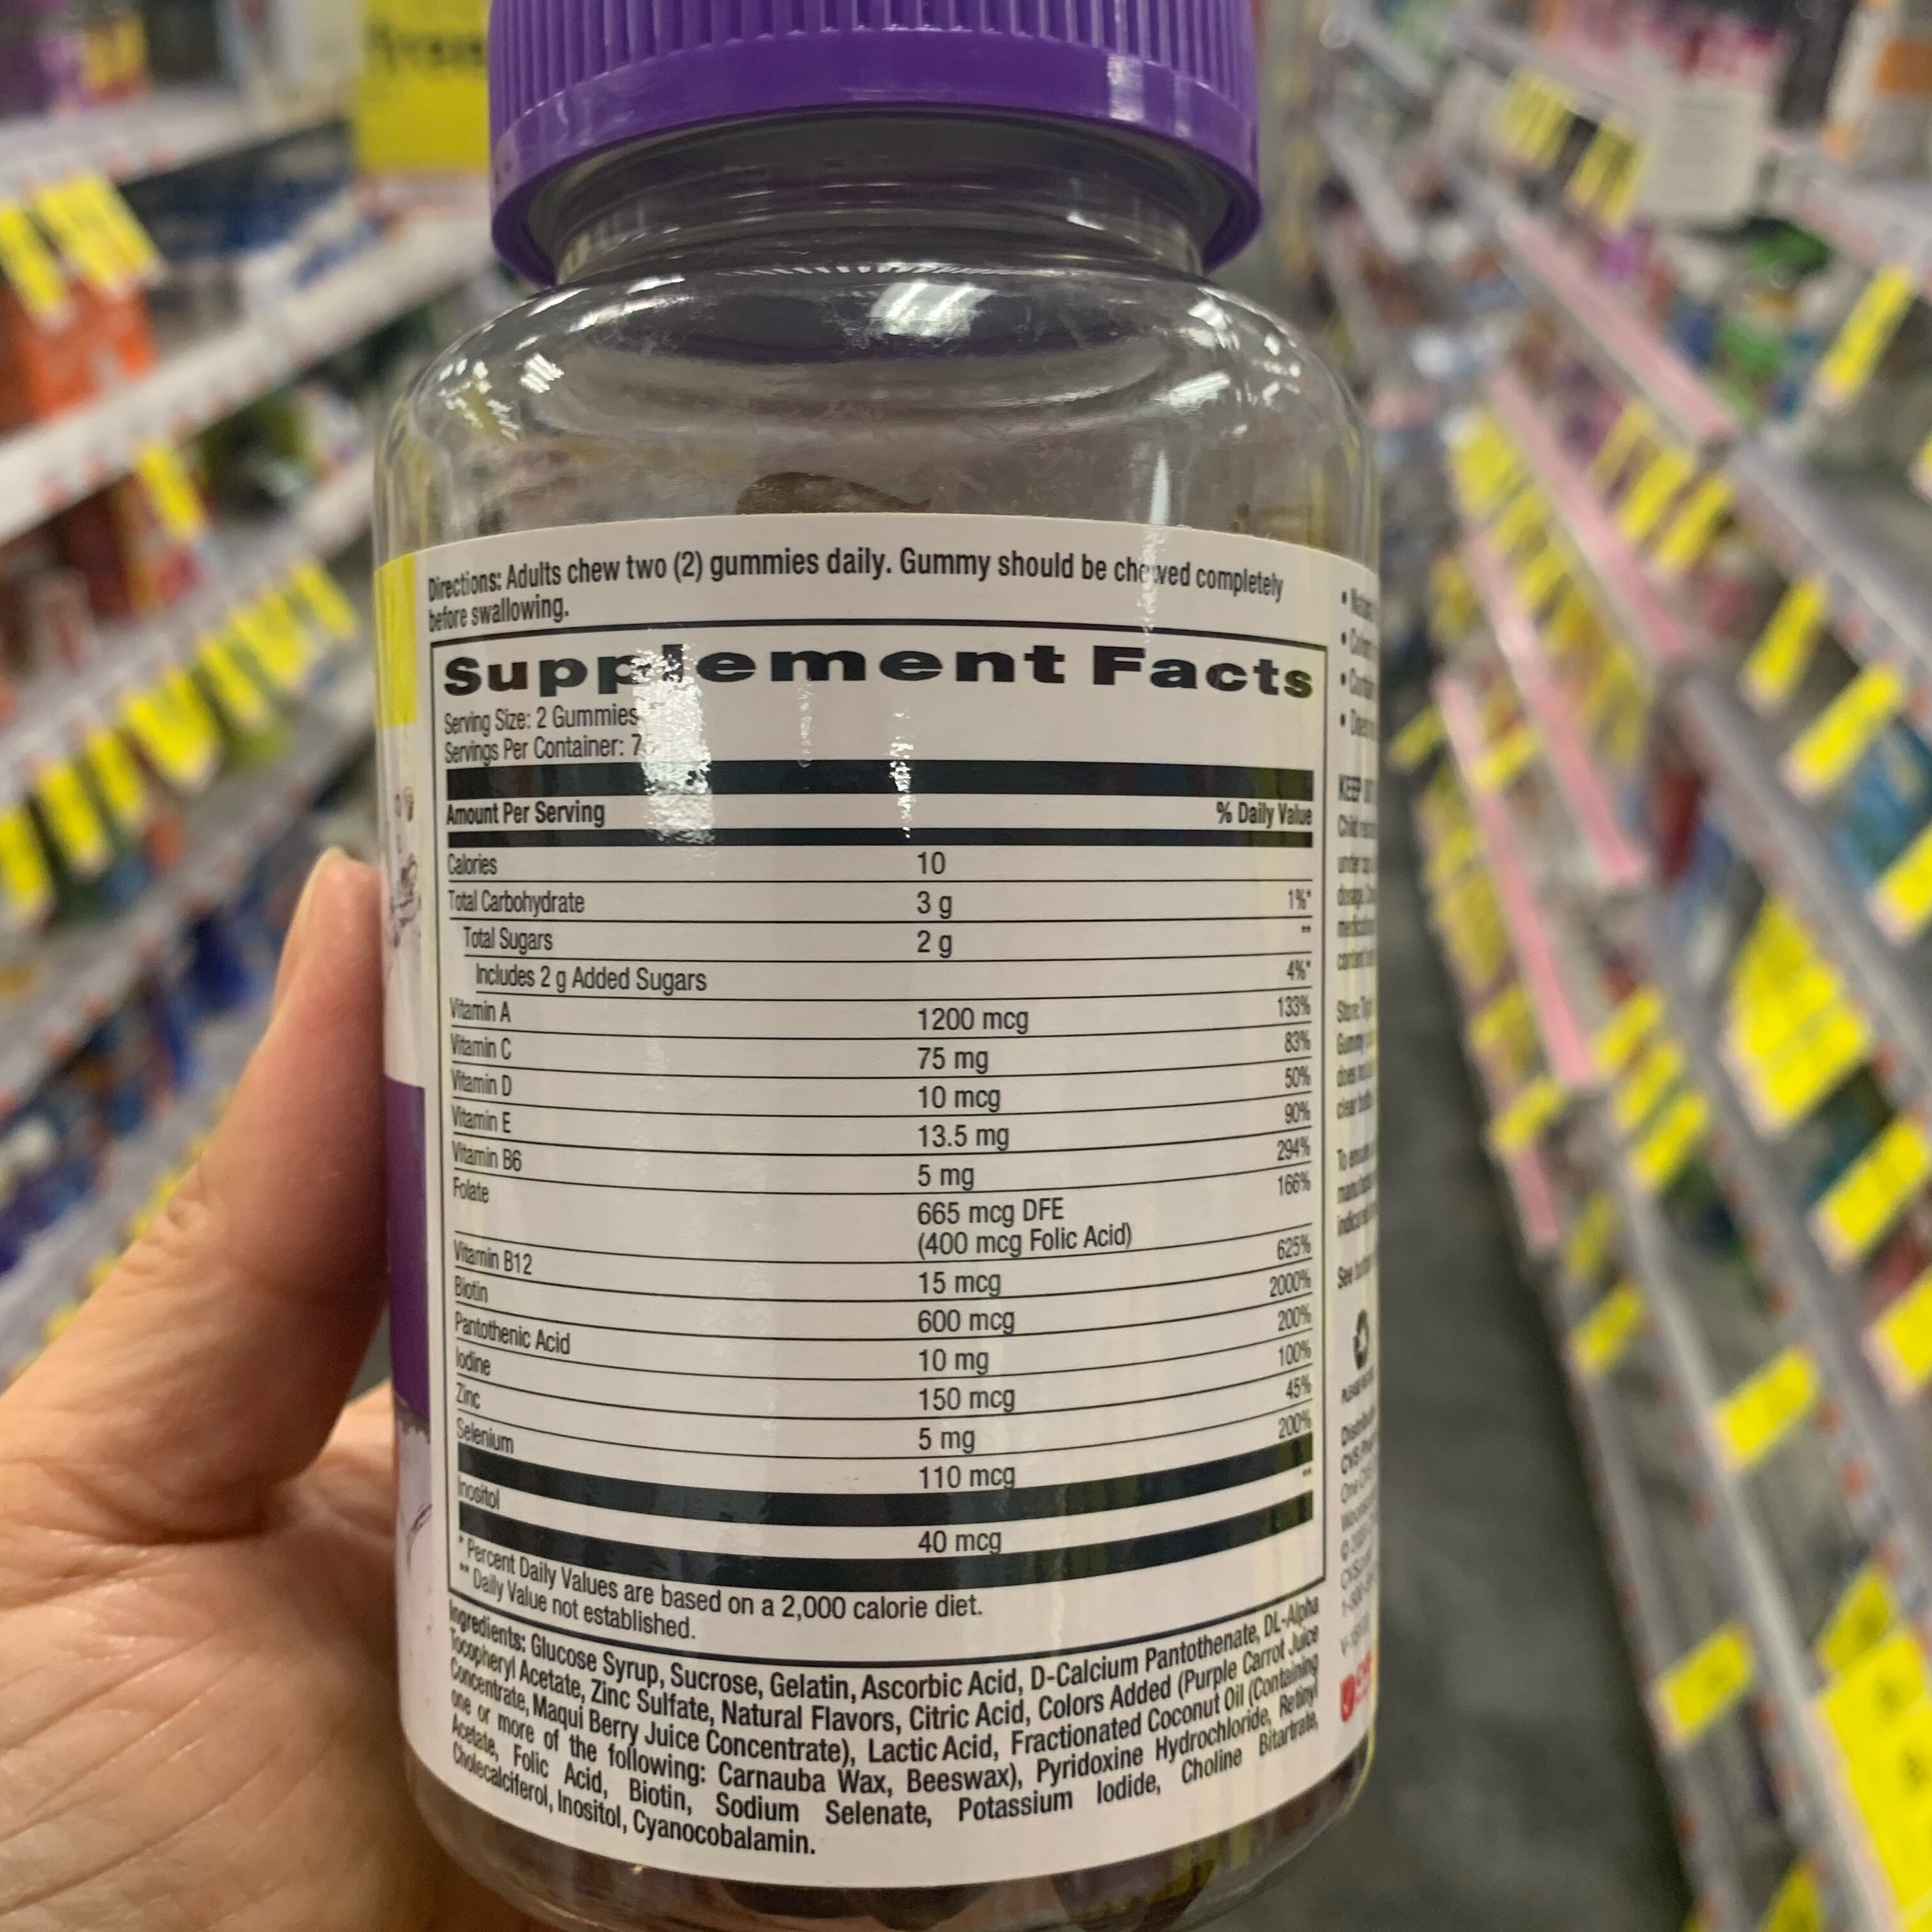 Directions: Adults chew two (2) gummies daily. Gummy should be chewed completely
before swallowing.
Supplement Facts
Serving Size: 2 Gummies
Servings Per Container:
Amount Per Serving % Daily Value
Calories 10
Total Carbohydrate 3 g 1%*
Total Sugars 2 g **
Includes 2 g Added Sugars 4%*
Vitamin A 1200 mcg 133%
Vitamin C 75 mg 83%
Vitamin D 10 mcg 50%
Vitamin E 13.5 mg 90%
Vitamin B6 5 mg 294%
Folate 665 mcg DFE 166%
(400 mcg Folic Acid)
Vitamin B12 15 mcg 625%
Biotin 600 mcg 2000%
Pantothenic Acid 10 mg 200%
Iodine 150 mcg 100%
Zinc 5 mg 45%
Selenium 110 mcg 200%
Inositol 40 mcg **
* Percent Daily Values are based on a 2,000 calorie diet.
** Daily Value not established.
Ingredients: Glucose Syrup, Sucrose, Gelatin, Ascorbic Acid, D-Calcium Pantothenate, DL-Alpha
Tocopheryl Acetate, Zinc Sulfate, Natural Flavors, Citric Acid, Colors Added (Purple Carrot Juice
Concentrate, Maqui Berry Juice Concentrate), Lactic Acid, Fractionated Coconut Oil (Containing
one or more of the following: Carnauba Wax, Beeswax), Pyridoxine Hydrochloride, Retinyl
Acetate, Folic Acid, Biotin, Sodium Selenate, Potassium Iodide, Choline Bitartrate,
Cholecalciferol, Inositol, Cyanocobalamin.
KEEP